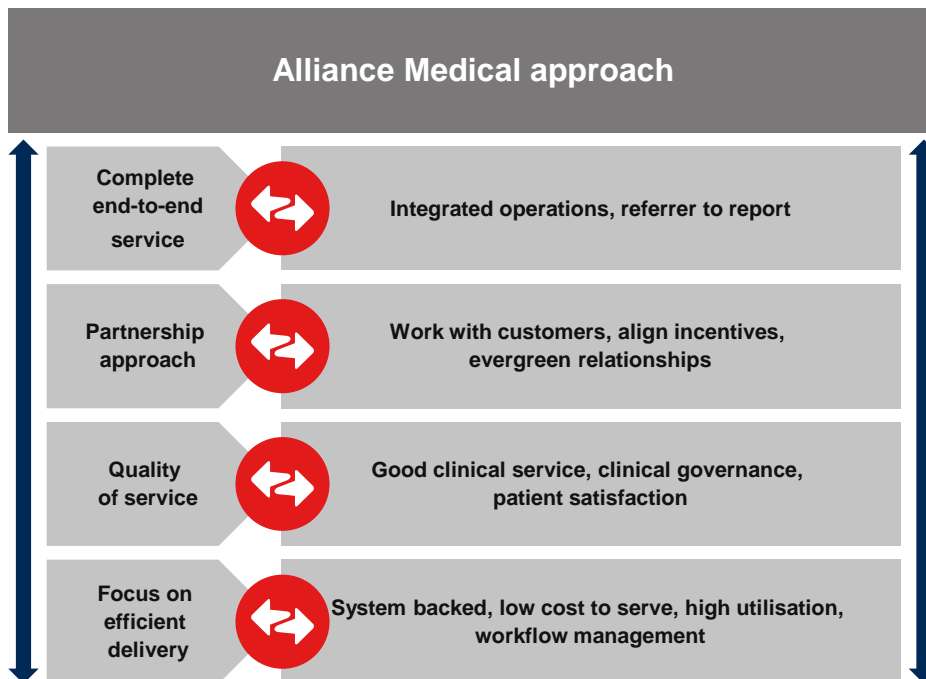 Alliance Medical approach
Complete
end-to-end
service
Integrated operations, referrer to report
Partnership
approach
Work with customers, align incentives,
evergreen relationships
Quality
of service
Good clinical service, clinical governance,
patient satisfaction
Focus on
efficient
delivery
System backed, low cost to serve, high utilisation,
workflow management